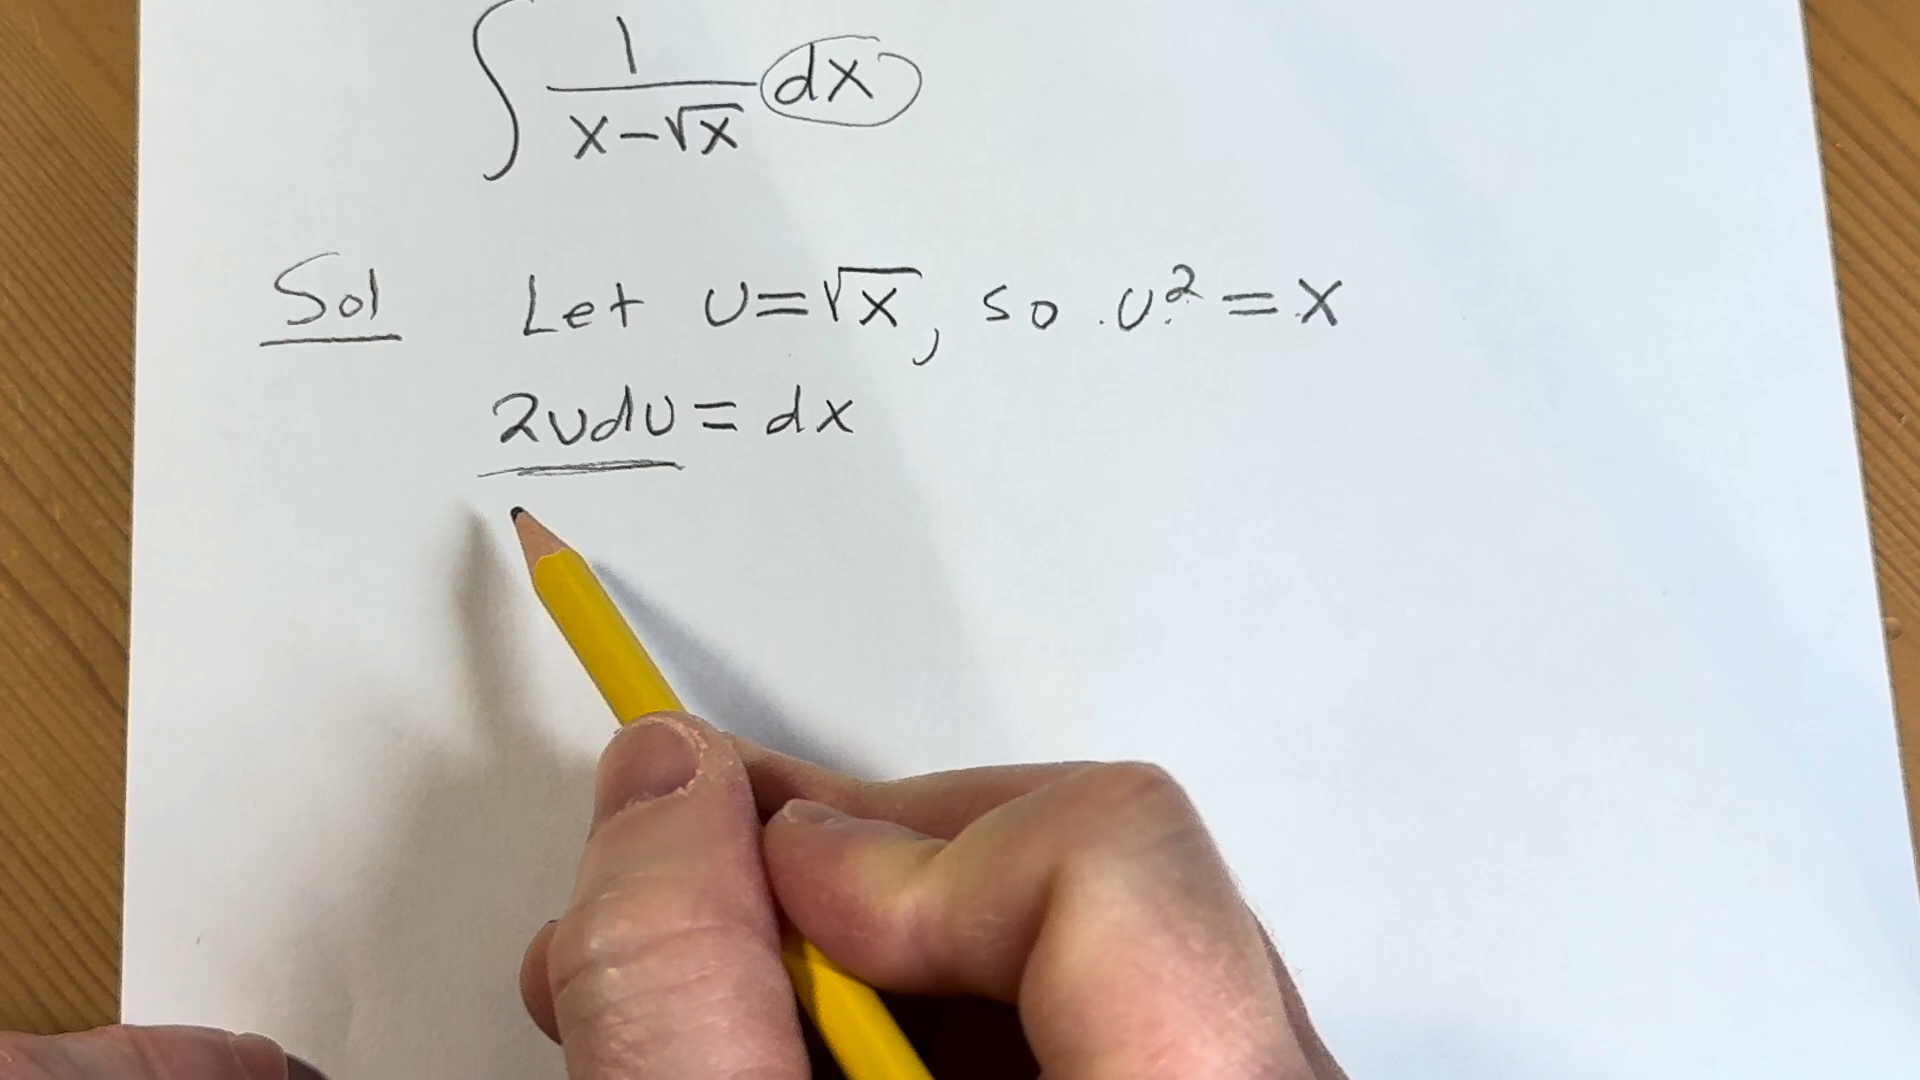 ∫ 1/(x-√x) dx
Sol Let u=√x, so u²=x
2udu=dx